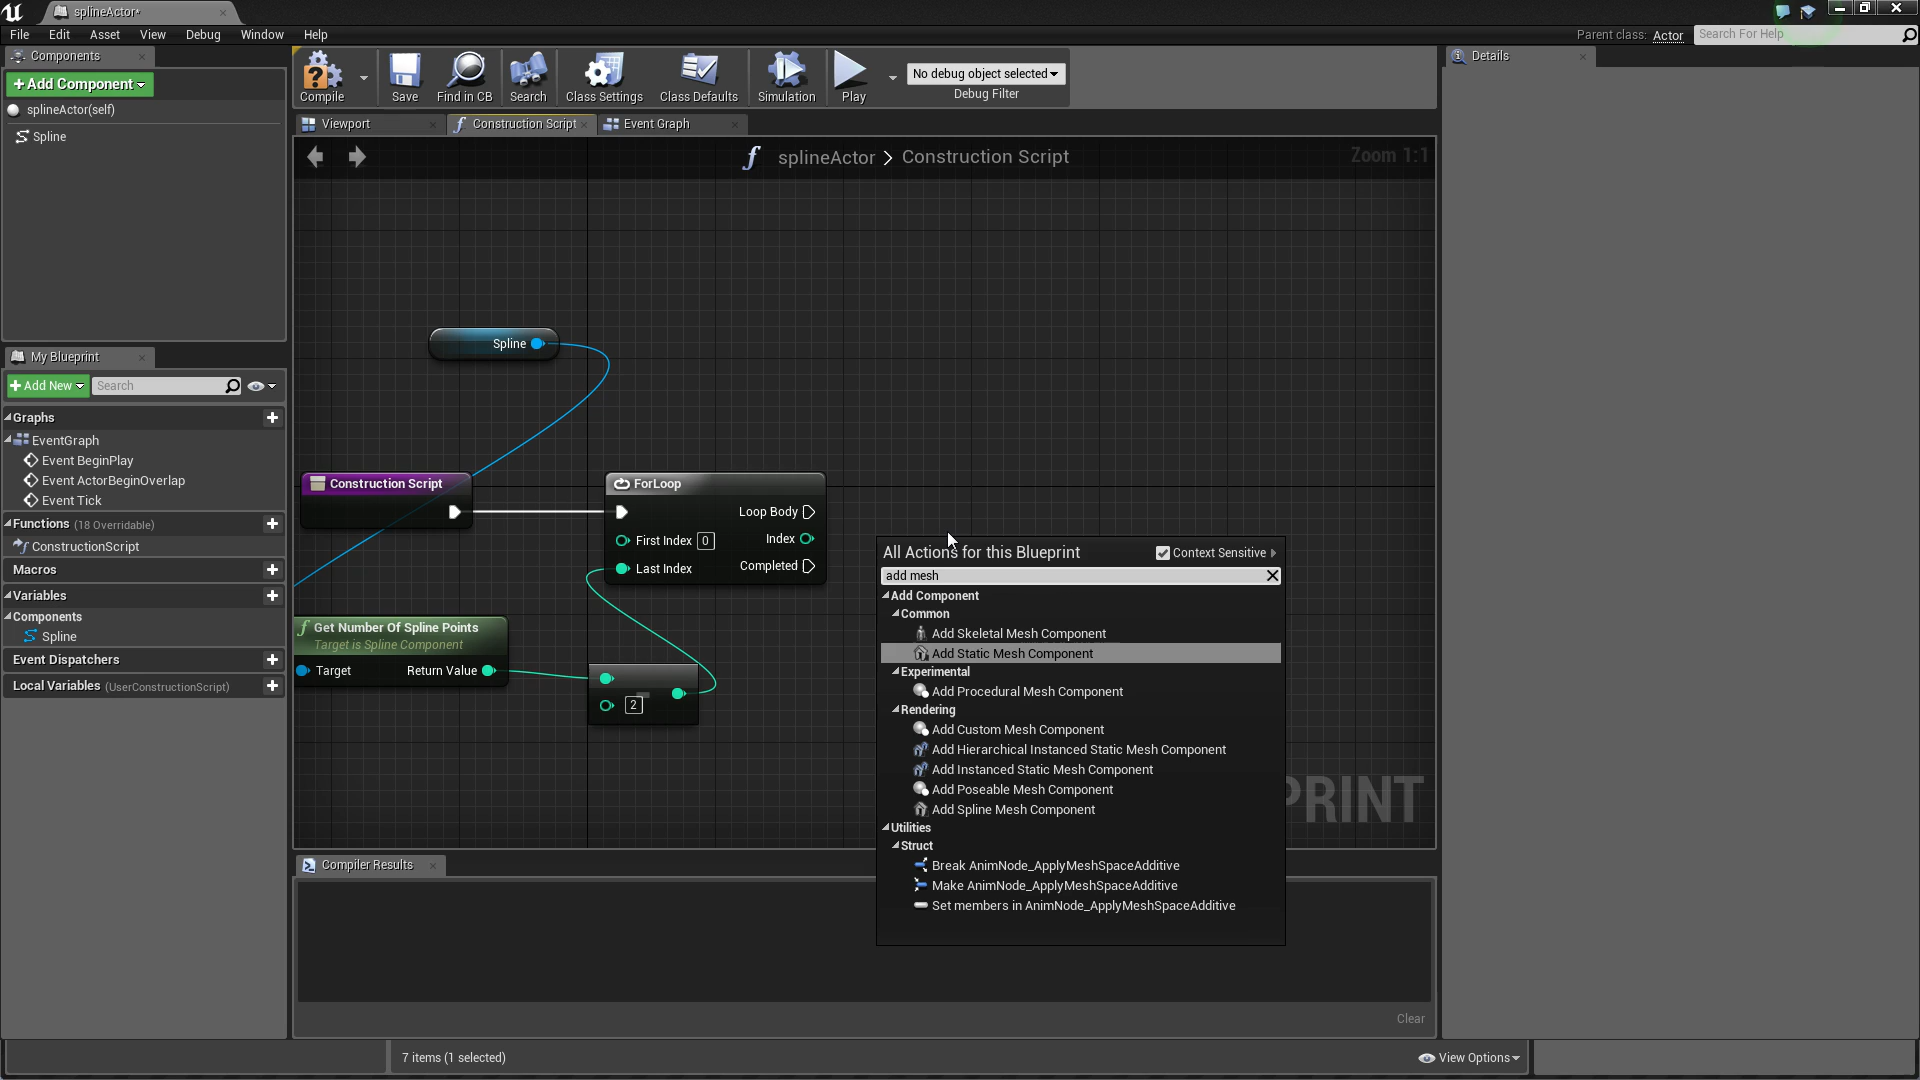 splineActor*
File Edit Asset View Debug Window Help
Parent class: Actor
Search For Help
Components
Add Component
splineActor(self)
Spline
Compile
Save
Find in CB
Search
Class Settings
Class Defaults
Simulation
Play
No debug object selected
Debug Filter
Details
Viewport
Construction Script
Event Graph
splineActor > Construction Script
Zoom 1:1
My Blueprint
Add New
Search
Graphs
EventGraph
Event BeginPlay
Event ActorBeginOverlap
Event Tick
Functions (18 Overridable)
ConstructionScript
Macros
Variables
Components
Spline
Event Dispatchers
Local Variables (UserConstructionScript)
Spline
Construction Script
ForLoop
Loop Body
First Index 0
Index
Last Index
Completed
Get Number Of Spline Points
Target is Spline Component
Target
Return Value
2
All Actions for this Blueprint
Context Sensitive
add mesh
Add Component
Common
Add Skeletal Mesh Component
Add Static Mesh Component
Experimental
Add Procedural Mesh Component
Rendering
Add Custom Mesh Component
Add Hierarchical Instanced Static Mesh Component
Add Instanced Static Mesh Component
Add Poseable Mesh Component
Add Spline Mesh Component
Utilities
Struct
Break AnimNode_ApplyMeshSpaceAdditive
Make AnimNode_ApplyMeshSpaceAdditive
Set members in AnimNode_ApplyMeshSpaceAdditive
PRINT
Compiler Results
Clear
7 items (1 selected)
View Options